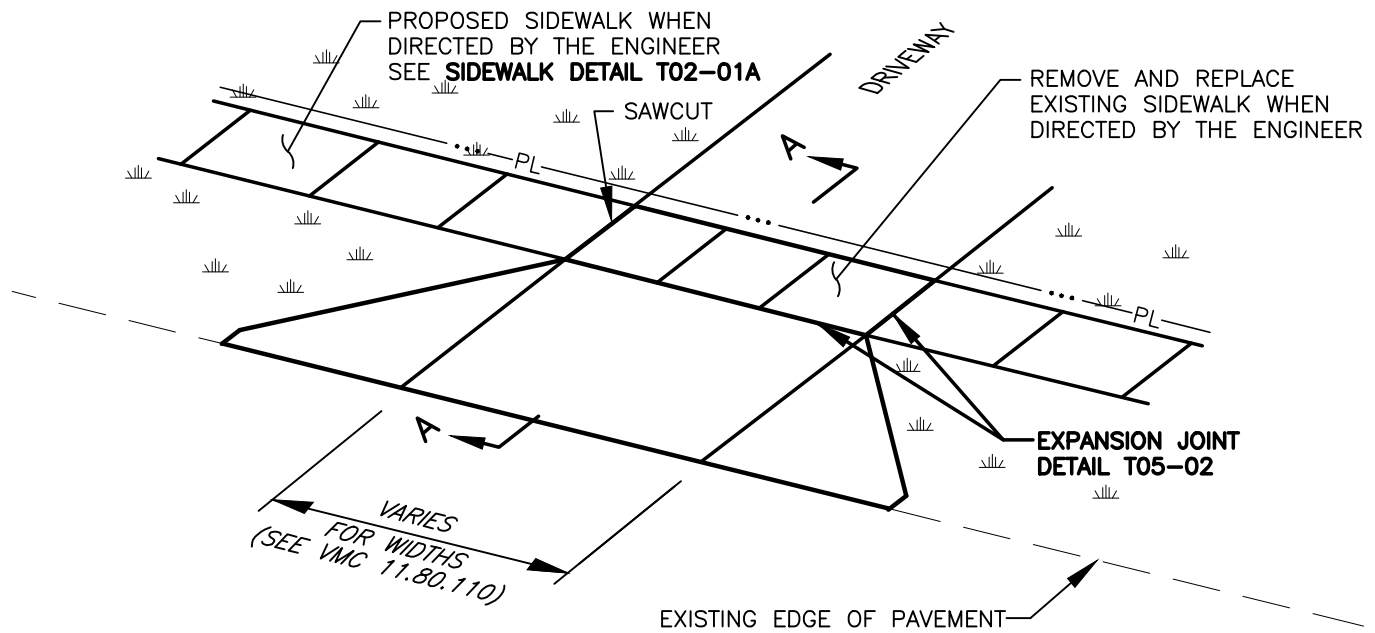 PROPOSED SIDEWALK WHEN
DIRECTED BY THE ENGINEER
SEE SIDEWALK DETAIL T02-01A
SAWCUT
DRIVEWAY
REMOVE AND REPLACE
EXISTING SIDEWALK WHEN
DIRECTED BY THE ENGINEER
A
PL
PL
A
EXPANSION JOINT
DETAIL T05-02
VARIES
FOR WIDTHS
(SEE VMC 11.80.110)
EXISTING EDGE OF PAVEMENT